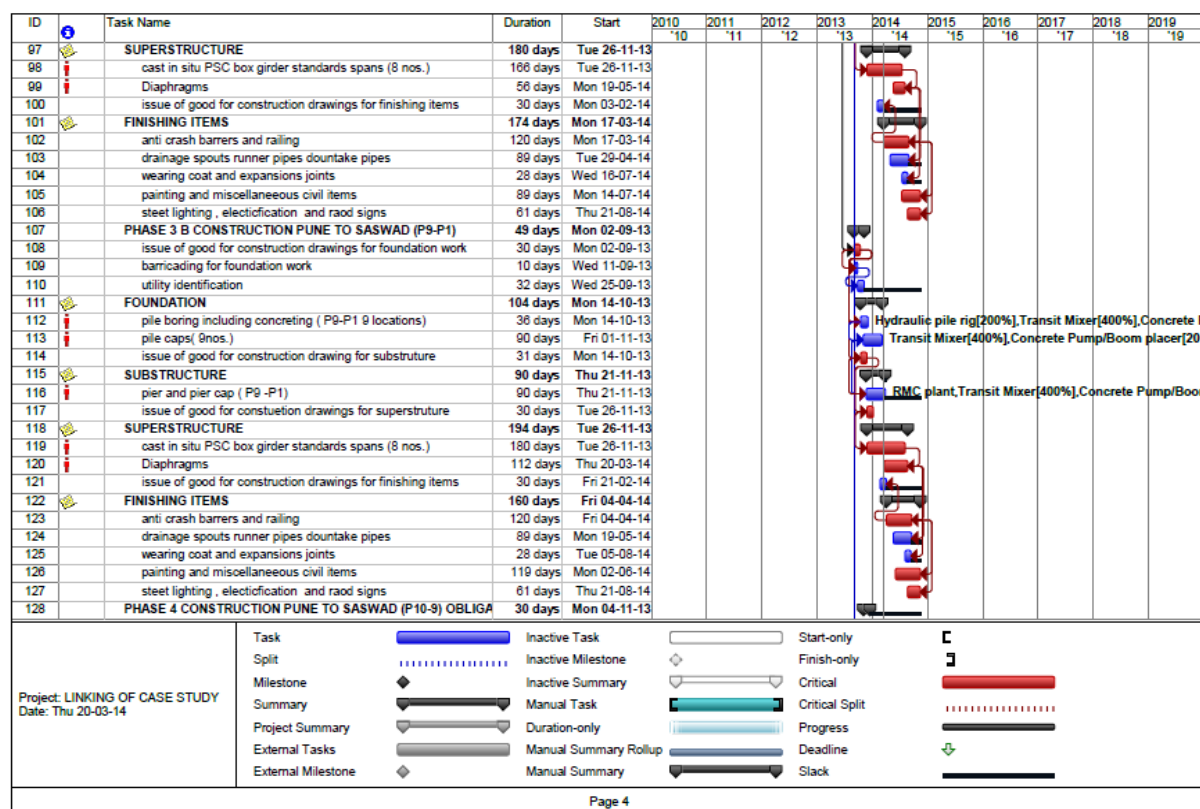 ID Task Name Duration Start 2010 2011 2012 2013 2014 2015 2016 2017 2018 2019
'10 '11 '12 '13 '14 '15 '16 '17 '18 '19
97 SUPERSTRUCTURE 180 days Tue 26-11-13
98 cast in situ PSC box girder standards spans (8 nos.) 166 days Tue 26-11-13
99 Diaphragms 56 days Mon 19-05-14
100 issue of good for construction drawings for finishing items 30 days Mon 03-02-14
101 FINISHING ITEMS 174 days Mon 17-03-14
102 anti crash barrers and railing 120 days Mon 17-03-14
103 drainage spouts runner pipes dountake pipes 89 days Tue 29-04-14
104 wearing coat and expansions joints 28 days Wed 16-07-14
105 painting and miscellaneeous civil items 89 days Mon 14-07-14
106 steet lighting , electicfication and raod signs 61 days Thu 21-08-14
107 PHASE 3 B CONSTRUCTION PUNE TO SASWAD (P9-P1) 49 days Mon 02-09-13
108 issue of good for construction drawings for foundation work 30 days Mon 02-09-13
109 barricading for foundation work 10 days Wed 11-09-13
110 utility identification 32 days Wed 25-09-13
111 FOUNDATION 104 days Mon 14-10-13
112 pile boring including concreting ( P9-P1 9 locations) 36 days Mon 14-10-13 Hydraulic pile rig[200%],Transit Mixer[400%],Concrete
113 pile caps( 9nos.) 90 days Fri 01-11-13 Transit Mixer[400%],Concrete Pump/Boom placer[20
114 issue of good for construction drawing for substruture 31 days Mon 14-10-13
115 SUBSTRUCTURE 90 days Thu 21-11-13
116 pier and pier cap ( P9 -P1) 90 days Thu 21-11-13 RMC plant,Transit Mixer[400%],Concrete Pump/Boo
117 issue of good for constuetion drawings for superstruture 30 days Tue 26-11-13
118 SUPERSTRUCTURE 194 days Tue 26-11-13
119 cast in situ PSC box girder standards spans (8 nos.) 180 days Tue 26-11-13
120 Diaphragms 112 days Thu 20-03-14
121 issue of good for construction drawings for finishing items 30 days Fri 21-02-14
122 FINISHING ITEMS 160 days Fri 04-04-14
123 anti crash barrers and railing 120 days Fri 04-04-14
124 drainage spouts runner pipes dountake pipes 89 days Mon 19-05-14
125 wearing coat and expansions joints 28 days Tue 05-08-14
126 painting and miscellaneeous civil items 119 days Mon 02-06-14
127 steet lighting , electicfication and raod signs 61 days Thu 21-08-14
128 PHASE 4 CONSTRUCTION PUNE TO SASWAD (P10-9) OBLIGA 30 days Mon 04-11-13
Project: LINKING OF CASE STUDY
Date: Thu 20-03-14
Task Inactive Task Start-only
Split Inactive Milestone Finish-only
Milestone Inactive Summary Critical
Summary Manual Task Critical Split
Project Summary Duration-only Progress
External Tasks Manual Summary Rollup Deadline
External Milestone Manual Summary Slack
Page 4